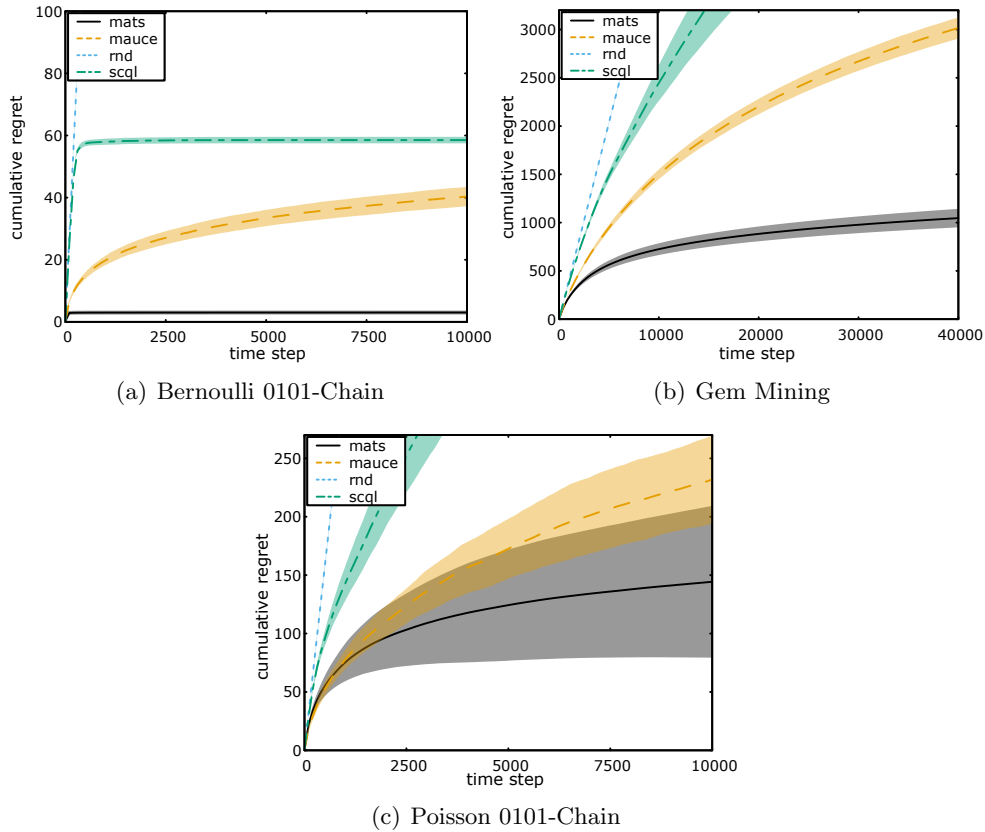 100
80
60
40
20
0
cumulative regret
mats
mauce
rnd
scql
0 2500 5000 7500 10000
time step
(a) Bernoulli 0101-Chain
3000
2500
2000
1500
1000
500
0
cumulative regret
mats
mauce
rnd
scql
0 10000 20000 30000 40000
time step
(b) Gem Mining
250
200
150
100
50
0
cumulative regret
mats
mauce
rnd
scql
0 2500 5000 7500 10000
time step
(c) Poisson 0101-Chain